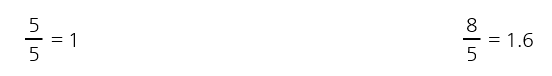 5/5 = 1
8/5 = 1.6